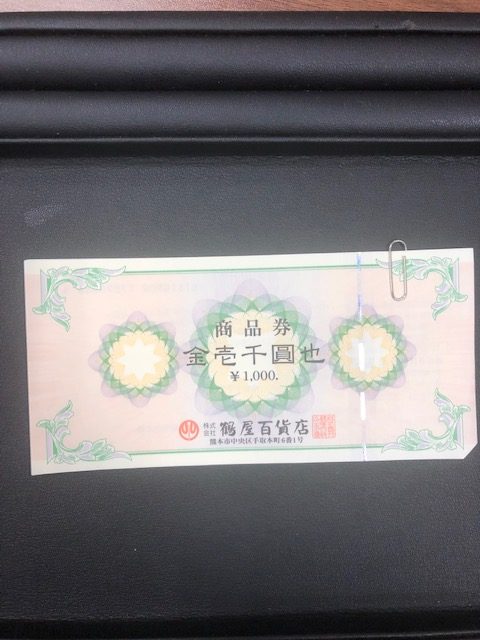 商品券
金壱千圓也
¥1,000.
株式会社 鶴屋百貨店
熊本市中央区手取本町6番1号